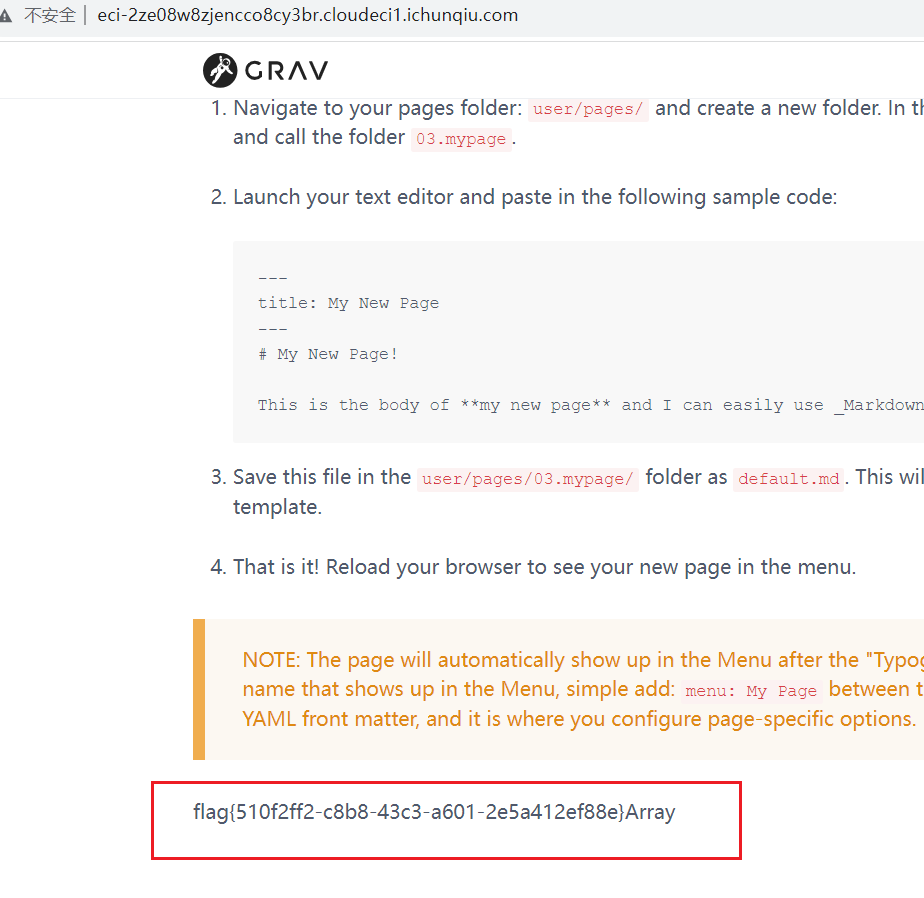 不安全 | eci-2ze08w8zjencco8cy3br.cloudeci1.ichunqiu.com
GRAV
1. Navigate to your pages folder: user/pages/ and create a new folder. In
and call the folder 03.mypage.
2. Launch your text editor and paste in the following sample code:
---
title: My New Page
---
# My New Page!
This is the body of **my new page** and I can easily use _Markdown
3. Save this file in the user/pages/03.mypage/ folder as default.md. This
template.
4. That is it! Reload your browser to see your new page in the menu.
NOTE: The page will automatically show up in the Menu after the "Typog
name that shows up in the Menu, simple add: menu: My Page between
YAML front matter, and it is where you configure page-specific options.
flag{510f2ff2-c8b8-43c3-a601-2e5a412ef88e}Array